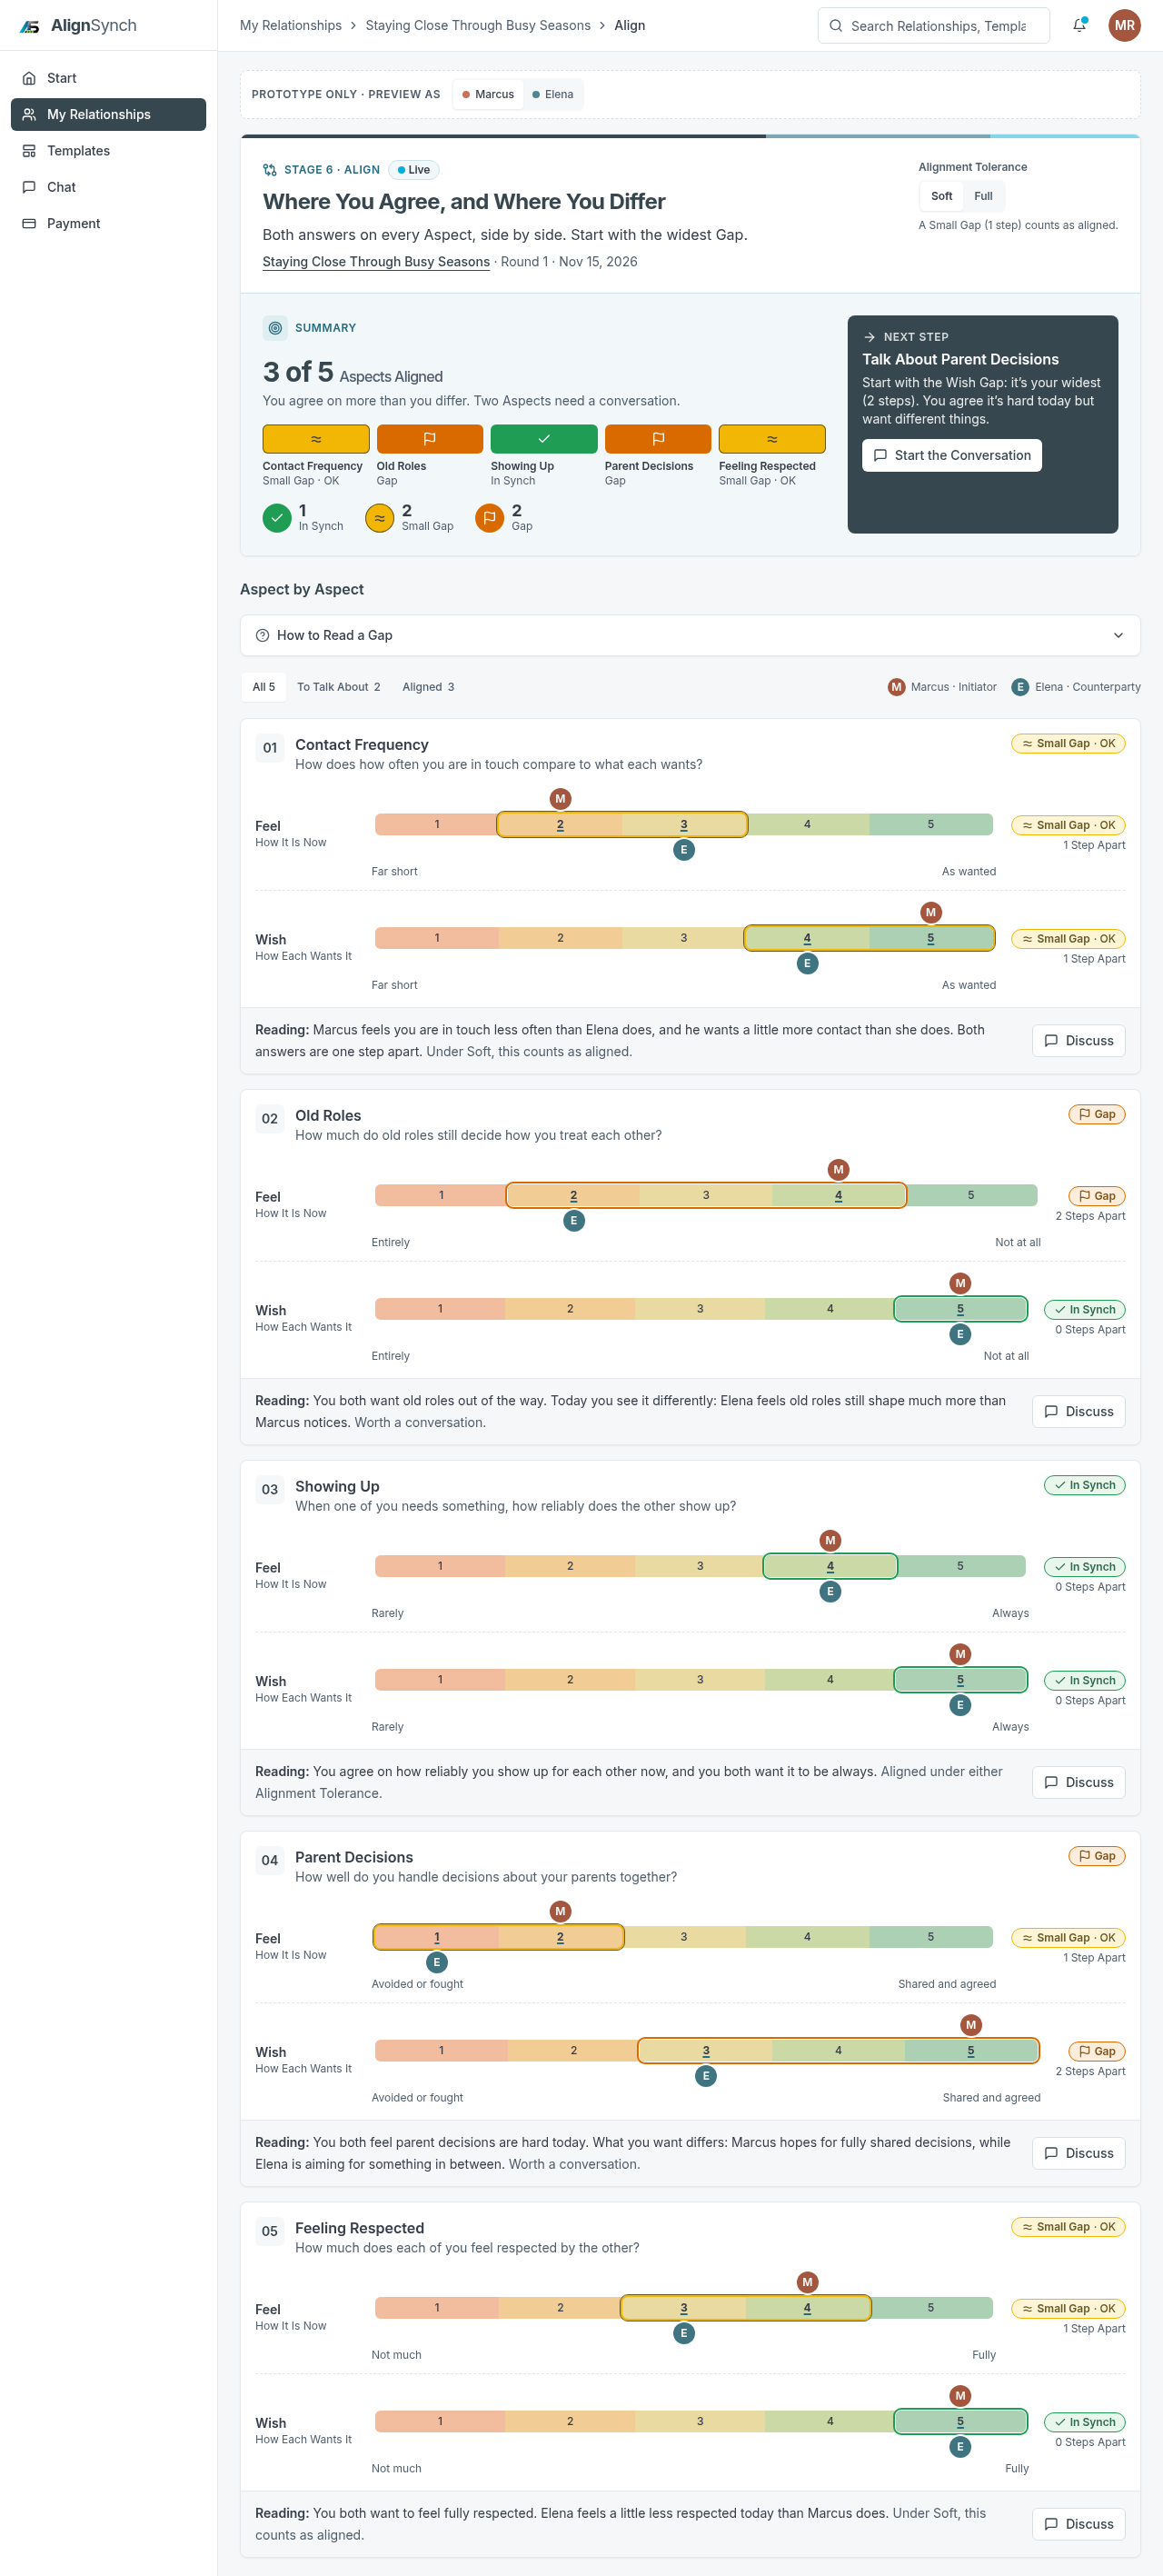 AlignSynch
Start
My Relationships
Templates
Chat
Payment
My Relationships > Staying Close Through Busy Seasons > Align
Search Relationships, Templa
MR
PROTOTYPE ONLY · PREVIEW AS
Marcus
Elena
STAGE 6 · ALIGN
Live
Where You Agree, and Where You Differ
Both answers on every Aspect, side by side. Start with the widest Gap.
Staying Close Through Busy Seasons · Round 1 · Nov 15, 2026
Alignment Tolerance
Soft
Full
A Small Gap (1 step) counts as aligned.
SUMMARY
3 of 5 Aspects Aligned
You agree on more than you differ. Two Aspects need a conversation.
Contact Frequency
Small Gap · OK
Old Roles
Gap
Showing Up
In Synch
Parent Decisions
Gap
Feeling Respected
Small Gap · OK
1
In Synch
2
Small Gap
2
Gap
NEXT STEP
Talk About Parent Decisions
Start with the Wish Gap: it's your widest
(2 steps). You agree it's hard today but
want different things.
Start the Conversation
Aspect by Aspect
How to Read a Gap
All 5
To Talk About 2
Aligned 3
M Marcus · Initiator
E Elena · Counterparty
01
Contact Frequency
How does how often you are in touch compare to what each wants?
Small Gap · OK
M
Feel
How It Is Now
1 2 3 4 5
E
Far short
As wanted
Small Gap · OK
1 Step Apart
M
Wish
How Each Wants It
1 2 3 4 5
E
Far short
As wanted
Small Gap · OK
1 Step Apart
Reading: Marcus feels you are in touch less often than Elena does, and he wants a little more contact than she does. Both
answers are one step apart. Under Soft, this counts as aligned.
Discuss
02
Old Roles
How much do old roles still decide how you treat each other?
Gap
M
Feel
How It Is Now
1 2 3 4 5
E
Entirely
Not at all
Gap
2 Steps Apart
M
Wish
How Each Wants It
1 2 3 4 5
E
Entirely
Not at all
In Synch
0 Steps Apart
Reading: You both want old roles out of the way. Today you see it differently: Elena feels old roles still shape much more than
Marcus notices. Worth a conversation.
Discuss
03
Showing Up
When one of you needs something, how reliably does the other show up?
In Synch
M
Feel
How It Is Now
1 2 3 4 5
E
Rarely
Always
In Synch
0 Steps Apart
M
Wish
How Each Wants It
1 2 3 4 5
E
Rarely
Always
In Synch
0 Steps Apart
Reading: You agree on how reliably you show up for each other now, and you both want it to be always. Aligned under either
Alignment Tolerance.
Discuss
04
Parent Decisions
How well do you handle decisions about your parents together?
Gap
M
Feel
How It Is Now
1 2 3 4 5
E
Avoided or fought
Shared and agreed
Small Gap · OK
1 Step Apart
M
Wish
How Each Wants It
1 2 3 4 5
E
Avoided or fought
Shared and agreed
Gap
2 Steps Apart
Reading: You both feel parent decisions are hard today. What you want differs: Marcus hopes for fully shared decisions, while
Elena is aiming for something in between. Worth a conversation.
Discuss
05
Feeling Respected
How much does each of you feel respected by the other?
Small Gap · OK
M
Feel
How It Is Now
1 2 3 4 5
E
Not much
Fully
Small Gap · OK
1 Step Apart
M
Wish
How Each Wants It
1 2 3 4 5
E
Not much
Fully
In Synch
0 Steps Apart
Reading: You both want to feel fully respected. Elena feels a little less respected today than Marcus does. Under Soft, this
counts as aligned.
Discuss